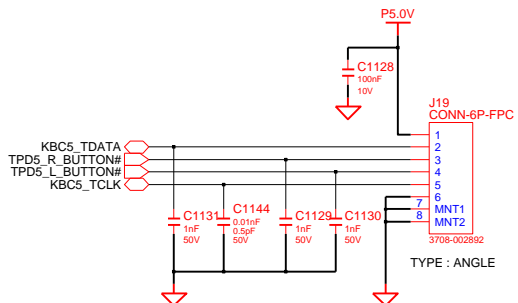 P5.0V
C1128
100nF
10V
J19
CONN-6P-FPC
KBC5_TDATA
TPD5_R_BUTTON#
TPD5_L_BUTTON#
KBC5_TCLK
1
2
3
4
5
6
7 MNT1
8 MNT2
3708-002892
TYPE : ANGLE
C1131
1nF
50V
C1144
0.01nF
0.5pF
50V
C1129
1nF
50V
C1130
1nF
50V